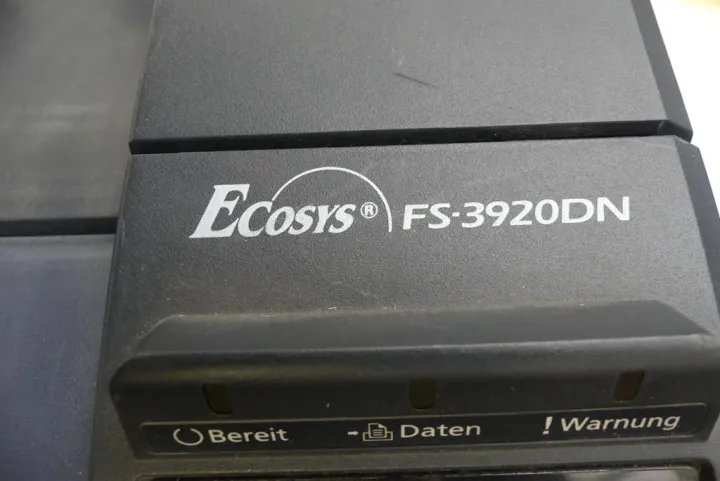 ECOSYS® FS-3920DN
Bereit Daten ! Warnung